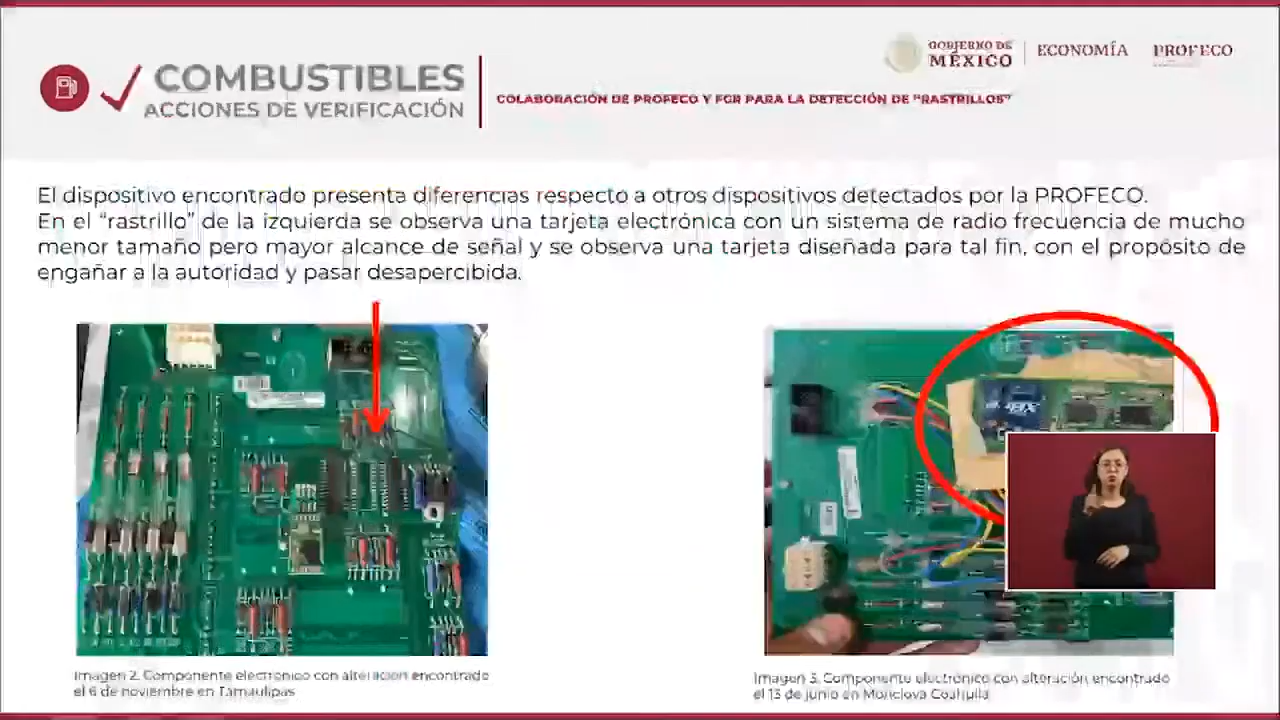 COMBUSTIBLES
ACCIONES DE VERIFICACIÓN
COLABORACIÓN DE PROFECO Y FGR PARA LA DETECCIÓN DE "RASTRILLOS"
GOBIERNO DE
MÉXICO
ECONOMÍA
PROFECO
El dispositivo encontrado presenta diferencias respecto a otros dispositivos detectados por la PROFECO.
En el "rastrillo" de la izquierda se observa una tarjeta electrónica con un sistema de radio frecuencia de mucho
menor tamaño pero mayor alcance de señal y se observa una tarjeta diseñada para tal fin, con el propósito de
engañar a la autoridad y pasar desapercibida.
Imagen 2. Componente electrónico con alteración encontrado
el 6 de noviembre en Tamaulipas
Imagen 3. Componente electrónico con alteración encontrado
el 13 de junio en Monclova Coahuila